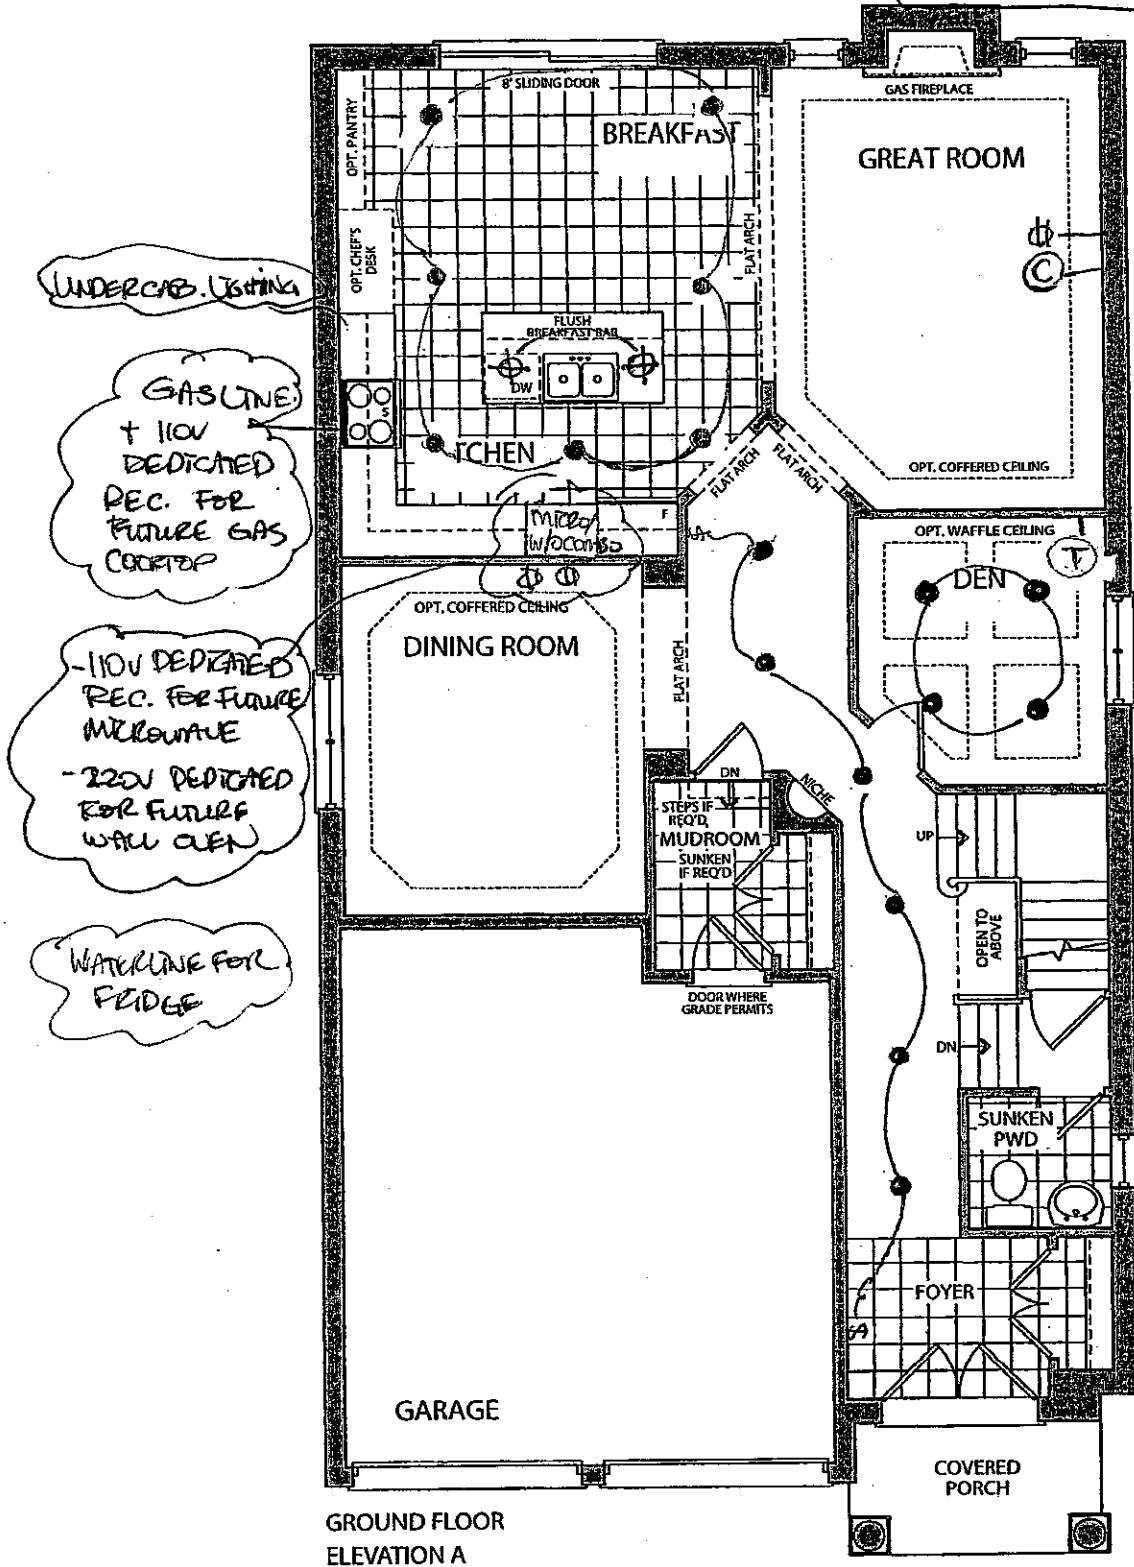 8' SLIDING DOOR
GAS FIREPLACE
OPT. PANTRY
BREAKFAST
GREAT ROOM
OPT. CHEF'S
DESK
FLAT ARCH
UNDERCAB. LIGHTING
C
FLUSH
BREAKFAST BAR
DW
S
GAS LINE
+ 110V
DEDICATED
REC. FOR
FUTURE GAS
COOKTOP
TCHEN
FLAT ARCH
FLAT ARCH
OPT. COFFERED CEILING
F
MICRO/
W/O COMBO
OPT. WAFFLE CEILING
T
DEN
OPT. COFFERED CEILING
DINING ROOM
FLAT ARCH
-110V DEDICATED
REC. FOR FUTURE
MICROWAVE
-220V DEDICATED
FOR FUTURE
WALL OVEN
DN
NICHE
STEPS IF
REQ'D
MUDROOM
SUNKEN
IF REQ'D
UP
OPEN TO
ABOVE
WATERLINE FOR
FRIDGE
DOOR WHERE
GRADE PERMITS
DN
SUNKEN
PWD
FOYER
GARAGE
COVERED
PORCH
GROUND FLOOR
ELEVATION A